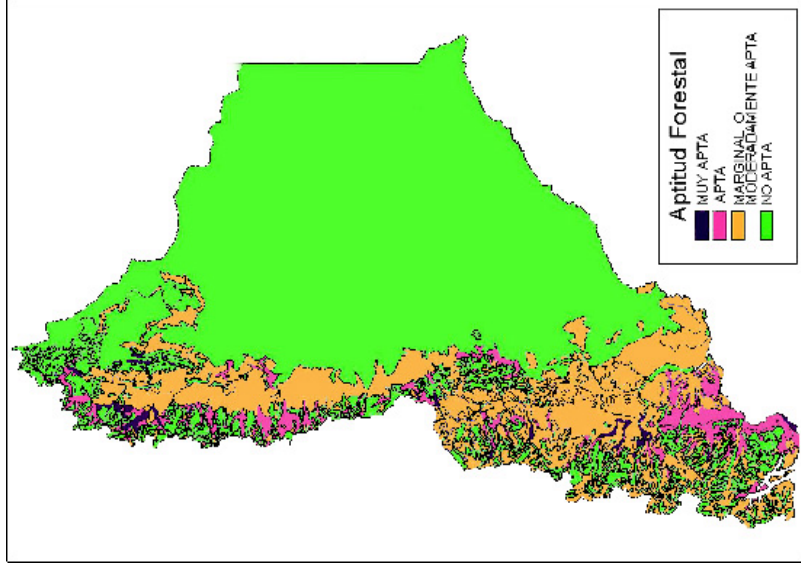 Aptitud Forestal
MUY APTA
APTA
MARGINAL O
MODERADAMENTE APTA
NO APTA